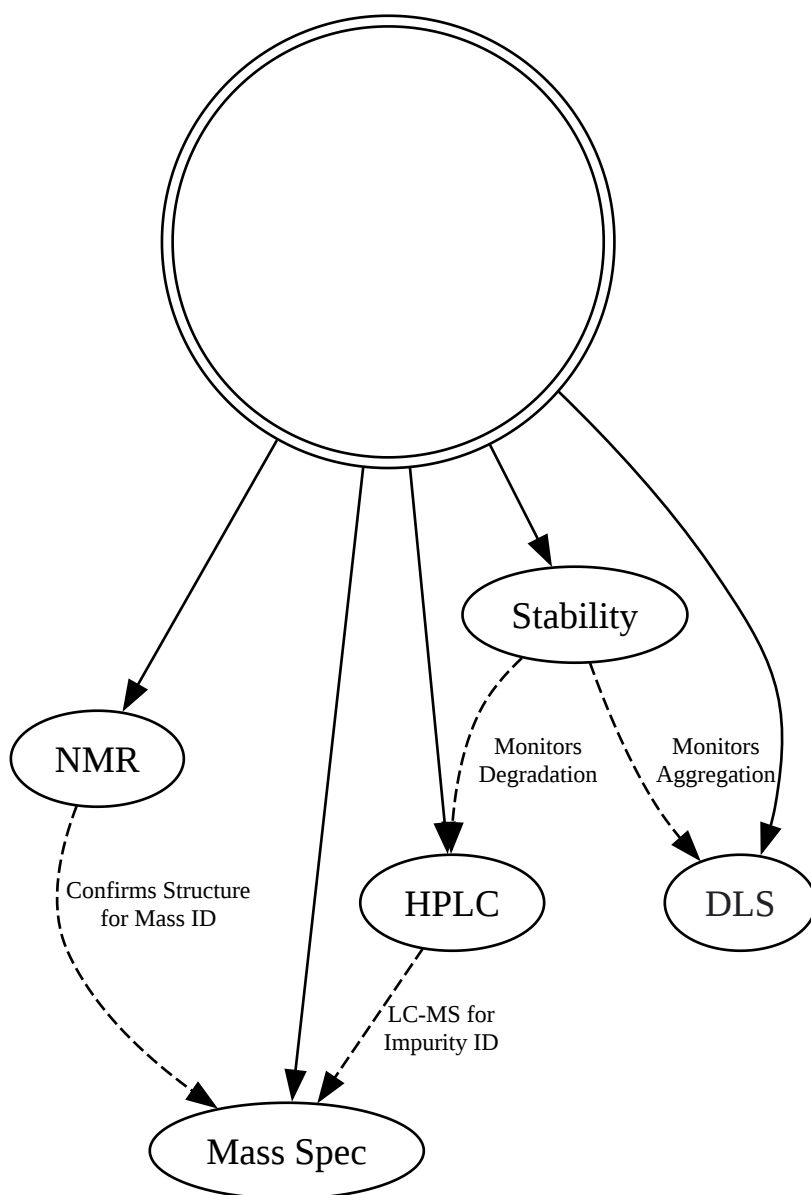 Stability
Monitors
Degradation
Monitors
Aggregation
NMR
Confirms Structure
for Mass ID
HPLC
DLS
LC-MS for
Impurity ID
Mass Spec